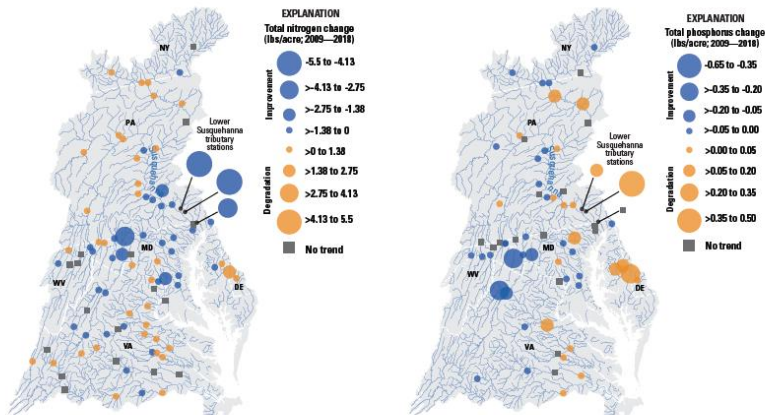 EXPLANATION
Total nitrogen change
(lbs/acre; 2009—2018)
Improvement
-5.5 to -4.13
>-4.13 to -2.75
>-2.75 to -1.38
>-1.38 to 0
Degradation
>0 to 1.38
>1.38 to 2.75
>2.75 to 4.13
>4.13 to 5.5
No trend
NY
PA
Lower
Susquehanna
tributary
stations
MD
WV
DE
VA
EXPLANATION
Total phosphorus change
(lbs/acre; 2009—2018)
Improvement
-0.65 to -0.35
>-0.35 to -0.20
>-0.20 to -0.05
>-0.05 to 0.00
Degradation
>0.00 to 0.05
>0.05 to 0.20
>0.20 to 0.35
>0.35 to 0.50
No trend
NY
PA
Lower
Susquehanna
tributary
stations
MD
WV
DE
VA